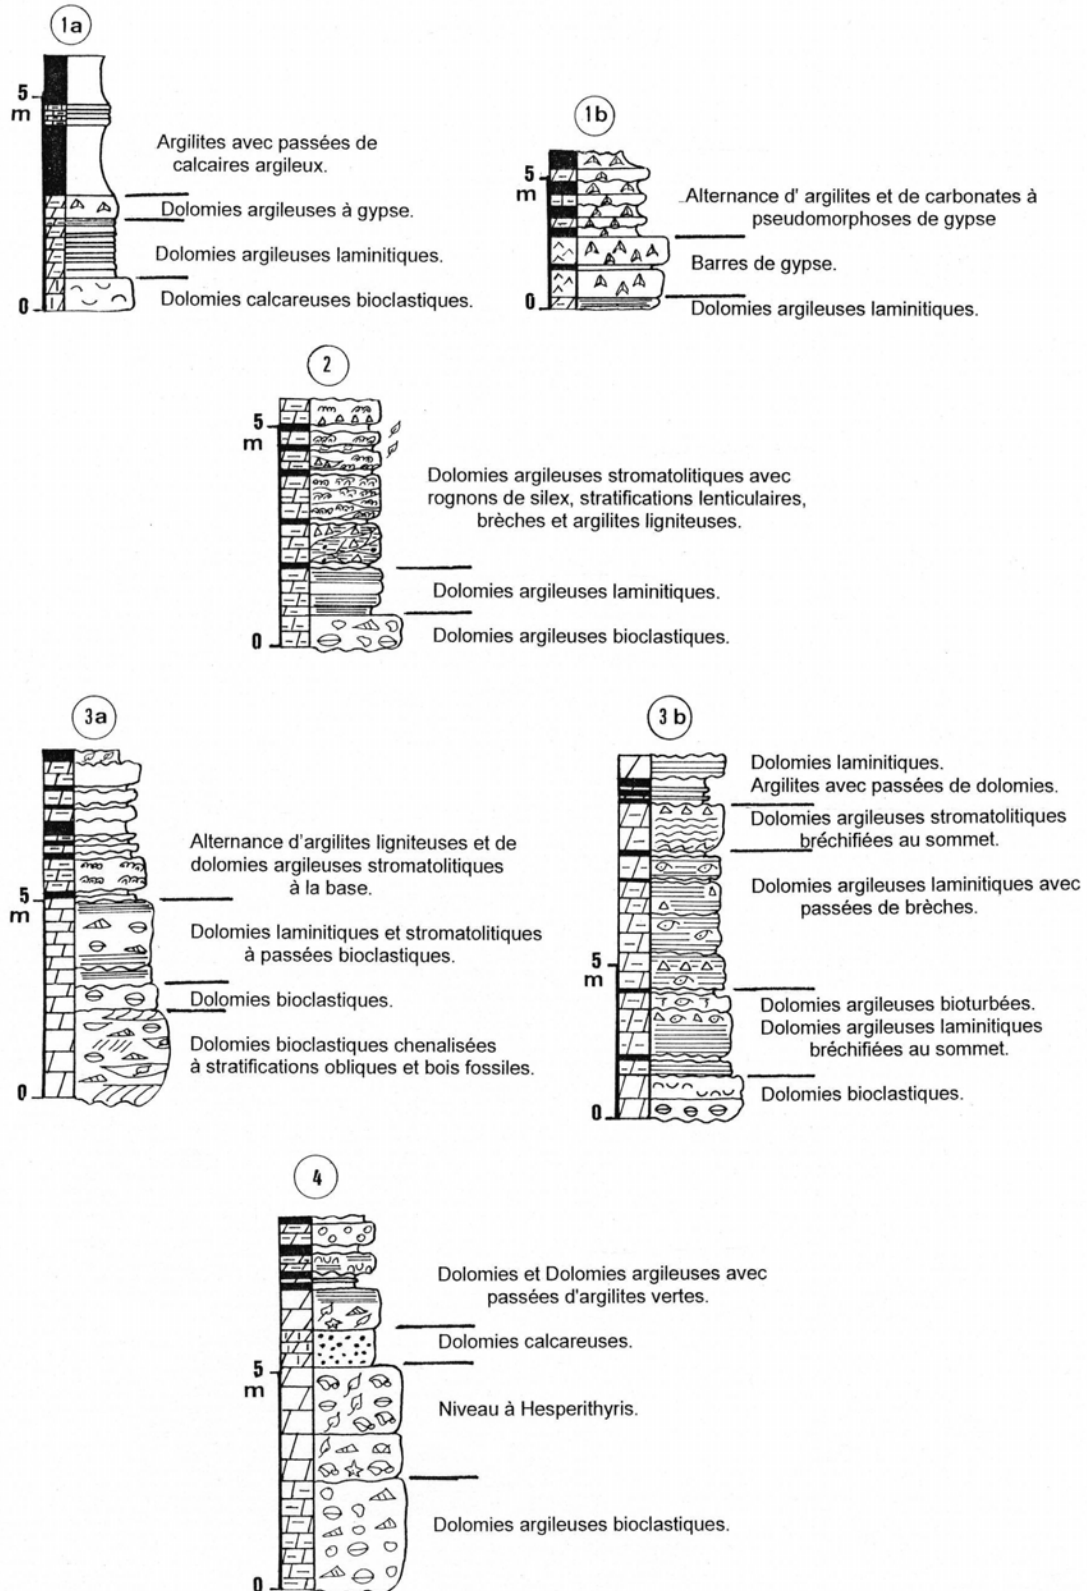 1a
5
m
Argilites avec passées de
calcaires argileux.
Dolomies argileuses à gypse.
Dolomies argileuses laminitiques.
Dolomies calcareuses bioclastiques.
0
1b
5
m
Alternance d' argilites et de carbonates à
pseudomorphoses de gypse
Barres de gypse.
0
Dolomies argileuses laminitiques.
2
5
m
Dolomies argileuses stromatolitiques avec
rognons de silex, stratifications lenticulaires,
brèches et argilites ligniteuses.
Dolomies argileuses laminitiques.
0
Dolomies argileuses bioclastiques.
3a
Alternance d'argilites ligniteuses et de
dolomies argileuses stromatolitiques
à la base.
5
m
Dolomies laminitiques et stromatolitiques
à passées bioclastiques.
Dolomies bioclastiques.
Dolomies bioclastiques chenalisées
à stratifications obliques et bois fossiles.
0
3b
Dolomies laminitiques.
Argilites avec passées de dolomies.
Dolomies argileuses stromatolitiques
bréchifiées au sommet.
Dolomies argileuses laminitiques avec
passées de brèches.
5
m
Dolomies argileuses bioturbées.
Dolomies argileuses laminitiques
bréchifiées au sommet.
Dolomies bioclastiques.
0
4
Dolomies et Dolomies argileuses avec
passées d'argilites vertes.
Dolomies calcareuses.
5
m
Niveau à Hesperithyris.
Dolomies argileuses bioclastiques.
0